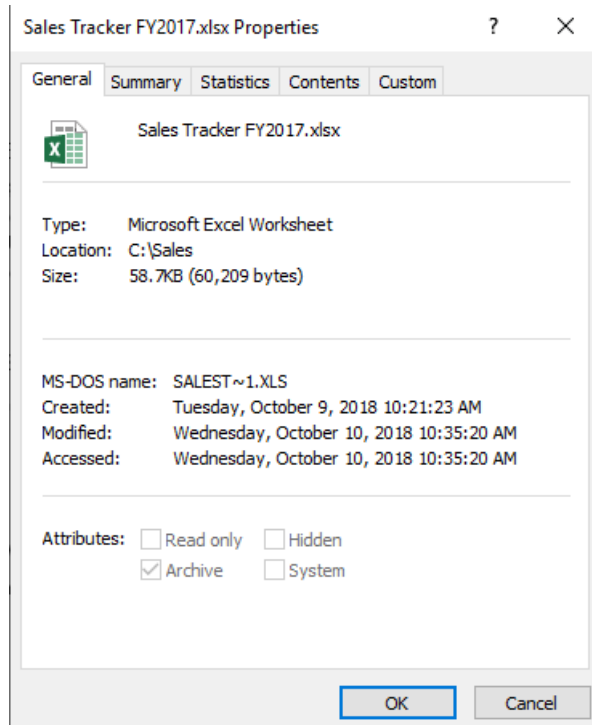 Sales Tracker FY2017.xlsx Properties ? ✕
General Summary Statistics Contents Custom
Sales Tracker FY2017.xlsx
Type: Microsoft Excel Worksheet
Location: C:\Sales
Size: 58.7KB (60,209 bytes)
MS-DOS name: SALEST~1.XLS
Created: Tuesday, October 9, 2018 10:21:23 AM
Modified: Wednesday, October 10, 2018 10:35:20 AM
Accessed: Wednesday, October 10, 2018 10:35:20 AM
Attributes: Read only Hidden
Archive System
OK Cancel